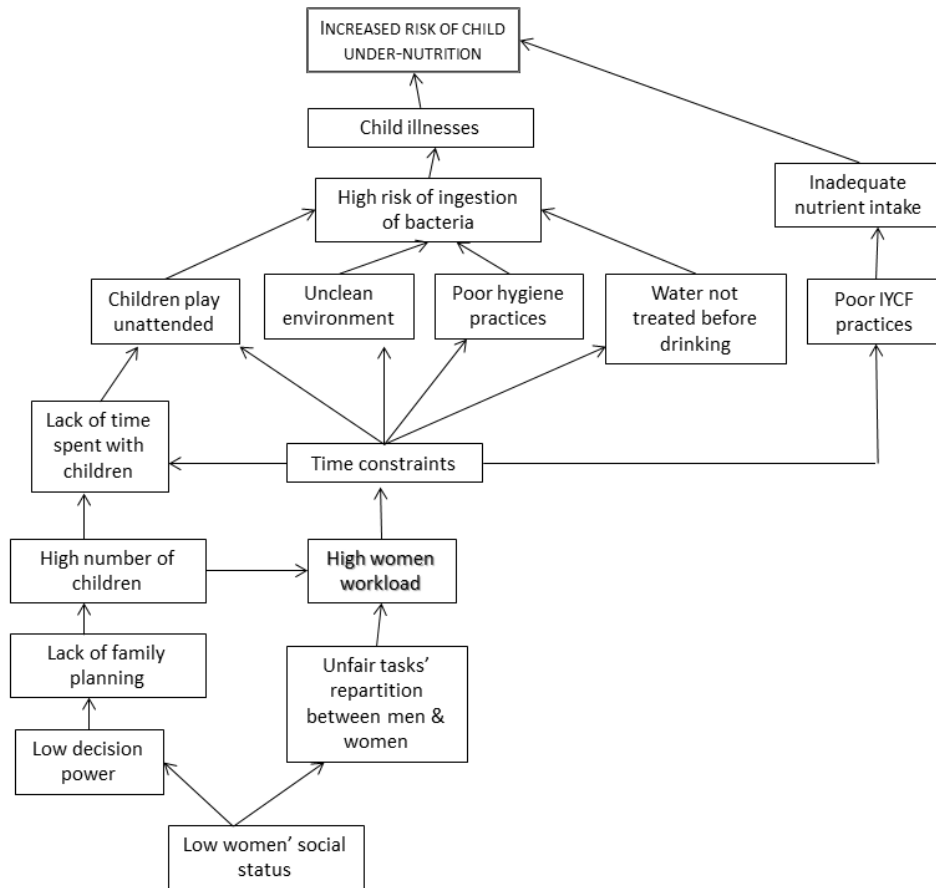 INCREASED RISK OF CHILD
UNDER-NUTRITION
Child illnesses
High risk of ingestion
of bacteria
Inadequate
nutrient intake
Children play
unattended
Unclean
environment
Poor hygiene
practices
Water not
treated before
drinking
Poor IYCF
practices
Lack of time
spent with
children
Time constraints
High number of
children
High women
workload
Lack of family
planning
Unfair tasks’
repartition
between men &
women
Low decision
power
Low women’ social
status